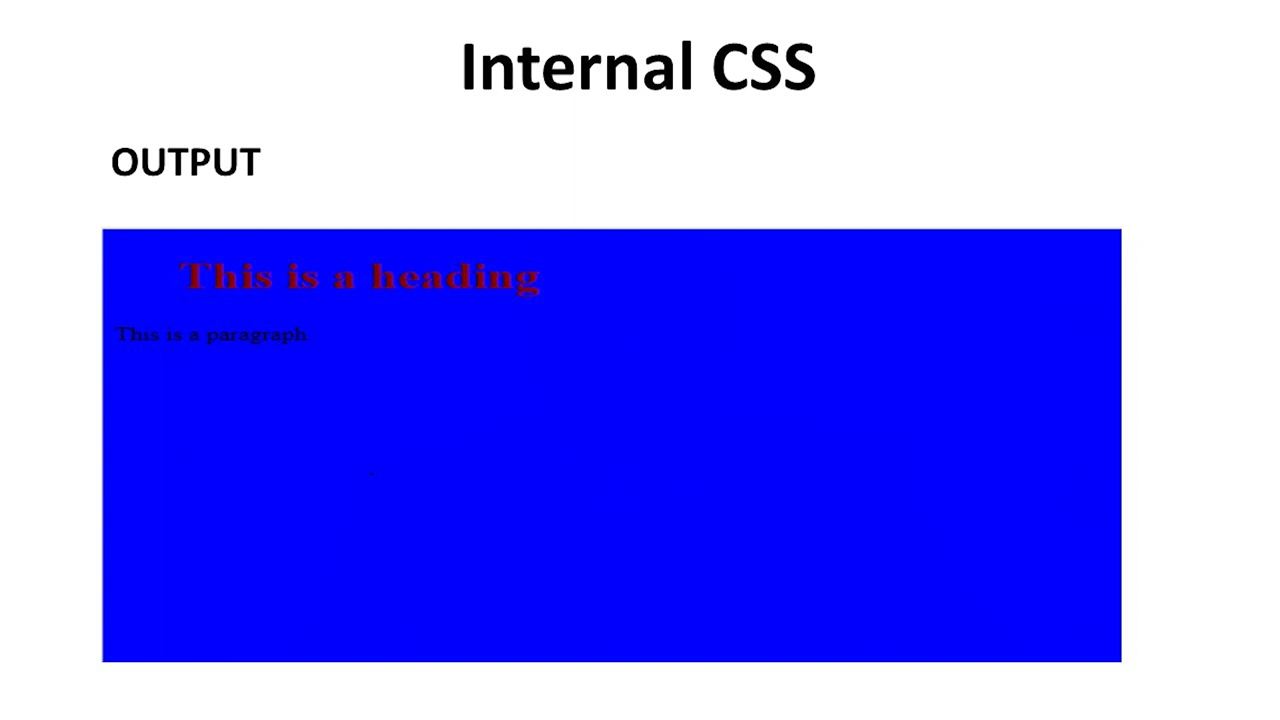 Internal CSS
OUTPUT
This is a heading
This is a paragraph.